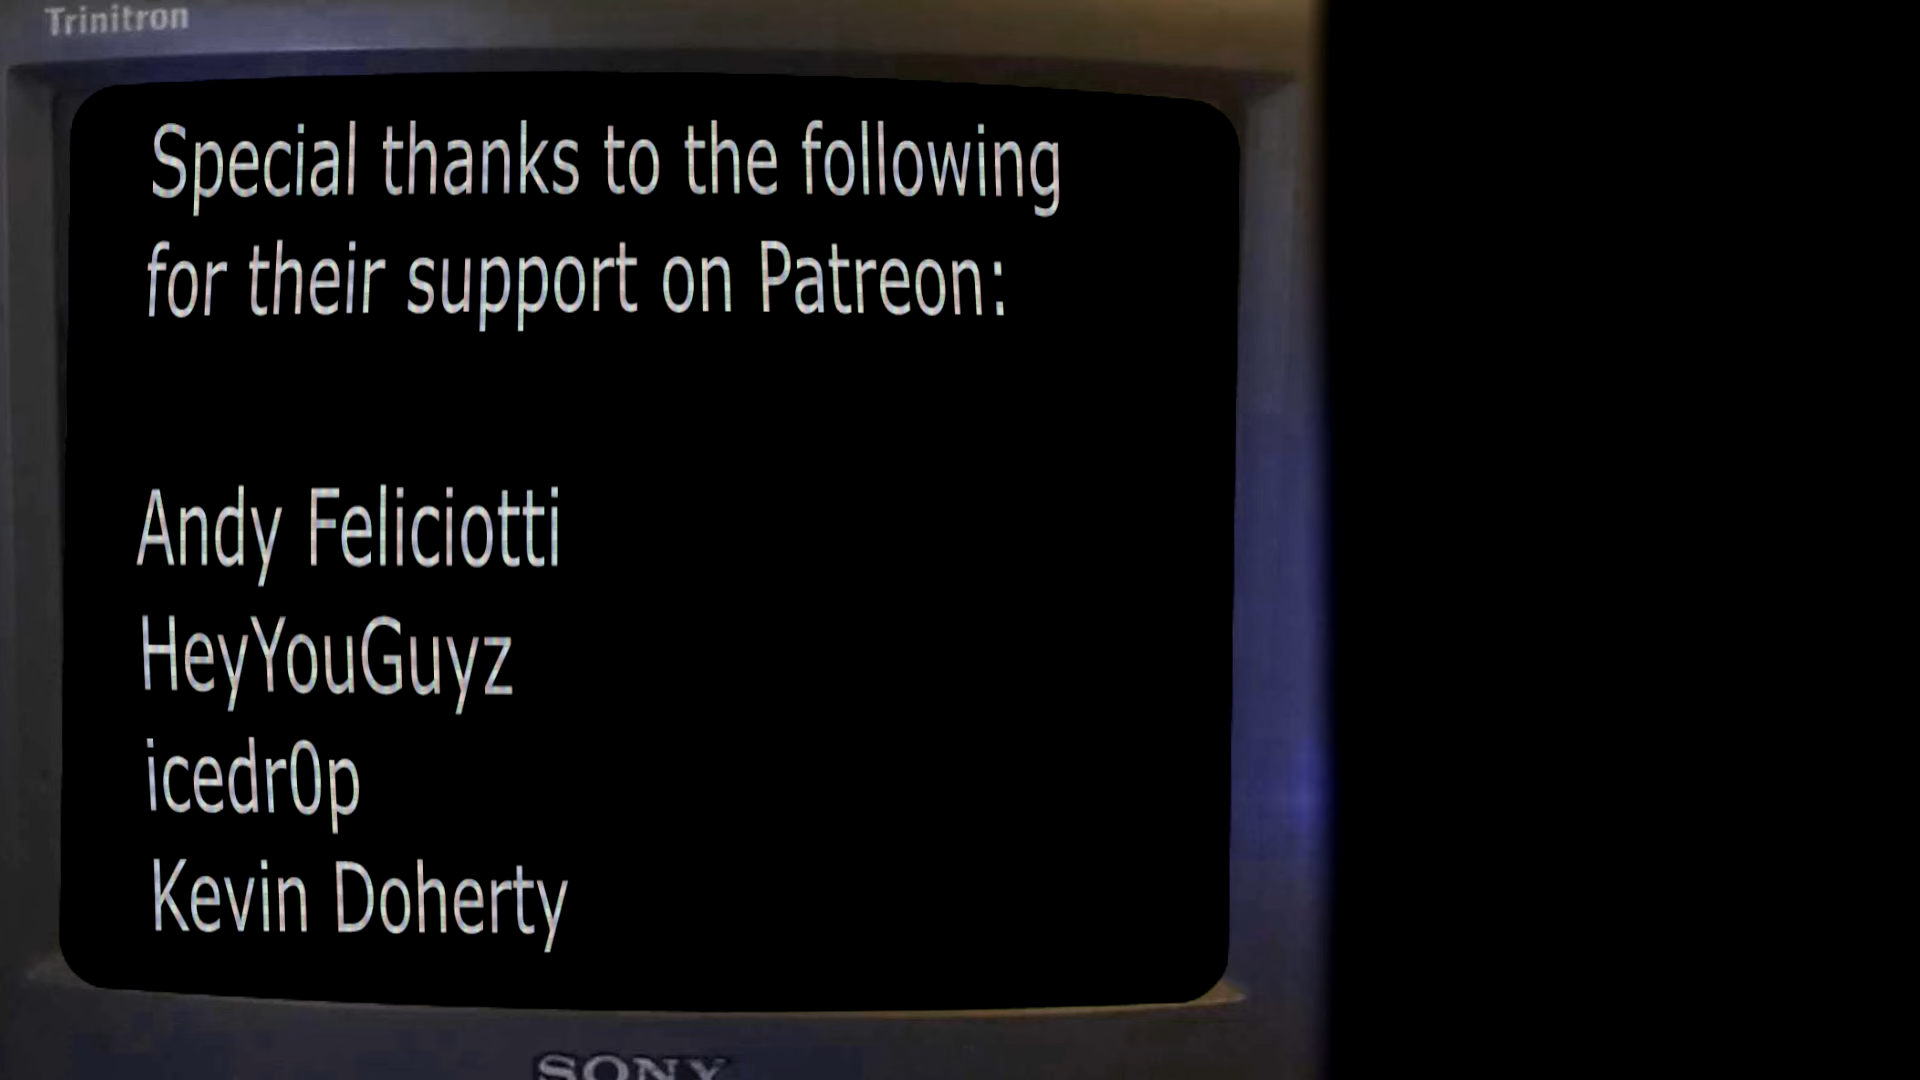 Trinitron
Special thanks to the following
for their support on Patreon:
Andy Feliciotti
HeyYouGuyz
icedr0p
Kevin Doherty
SONY